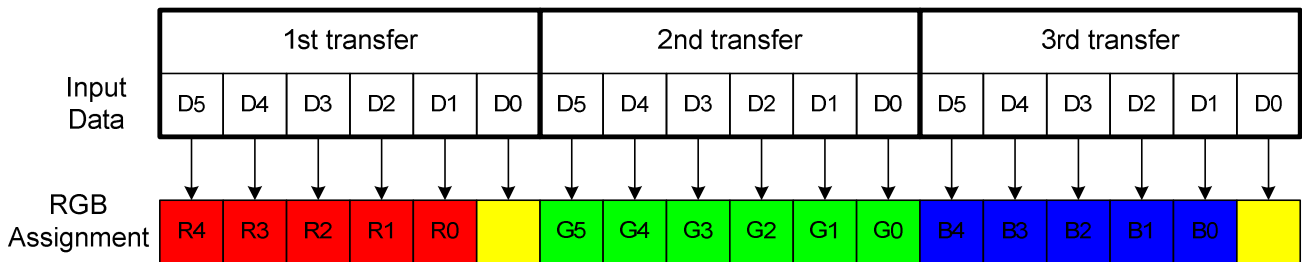 1st transfer 2nd transfer 3rd transfer
Input
Data
D5 D4 D3 D2 D1 D0 D5 D4 D3 D2 D1 D0 D5 D4 D3 D2 D1 D0
RGB
Assignment
R4 R3 R2 R1 R0 G5 G4 G3 G2 G1 G0 B4 B3 B2 B1 B0